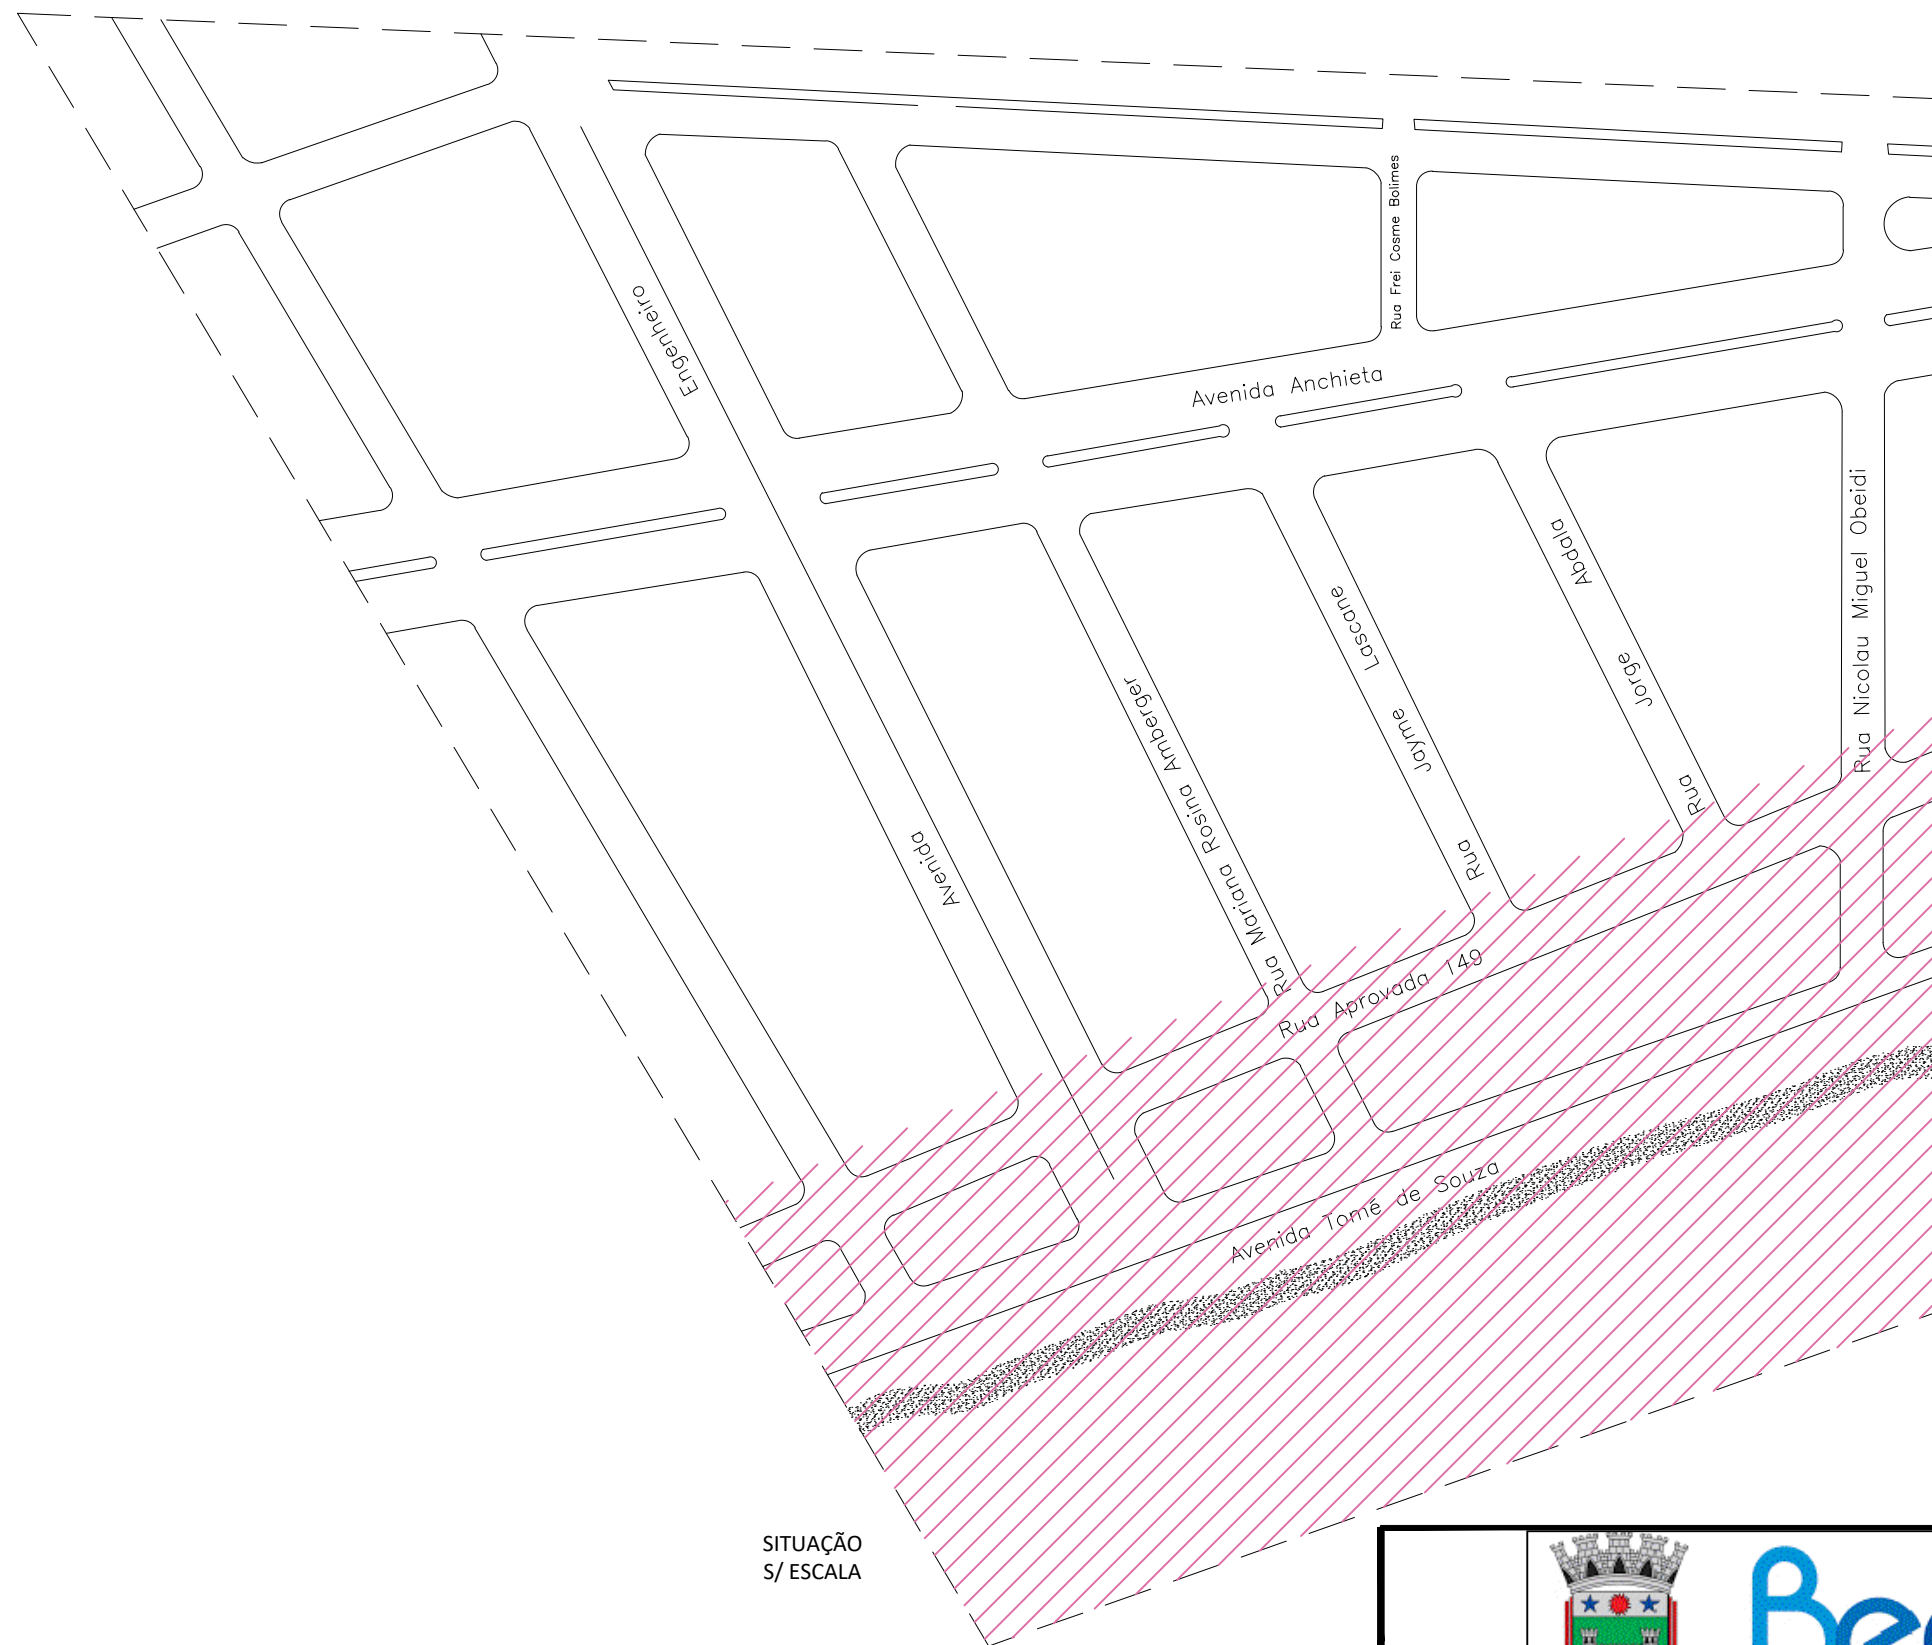 Rua Frei Cosme Bolimes
Engenheiro
Avenida Anchieta
Rua Nicolau Miguel Obeidi
Rua Jorge Abdala
Rua Jayme Lascane
Rua Mariana Rosina Amberger
Avenida
Rua Aprovada 149
Avenida Tomé de Souza
SITUAÇÃO
S/ ESCALA